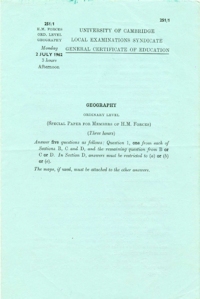 251/1
251/1
H.M. FORCES
ORD. LEVEL
GEOGRAPHY
Monday
2 JULY 1962
3 hours
Afternoon
UNIVERSITY OF CAMBRIDGE
LOCAL EXAMINATIONS SYNDICATE
GENERAL CERTIFICATE OF EDUCATION
GEOGRAPHY
ORDINARY LEVEL
(SPECIAL PAPER FOR MEMBERS OF H.M. FORCES)
(Three hours)
Answer five questions as follows: Question 1, one from each of
Sections B, C and D, and the remaining question from B or
C or D. In Section D, answers must be restricted to (a) or (b)
or (c).
The maps, if used, must be attached to the other answers.